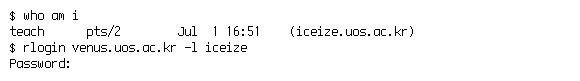 $ who am i
teach      pts/2        Jul  1 16:51    (iceize.uos.ac.kr)
$ rlogin venus.uos.ac.kr -l iceize
Password: